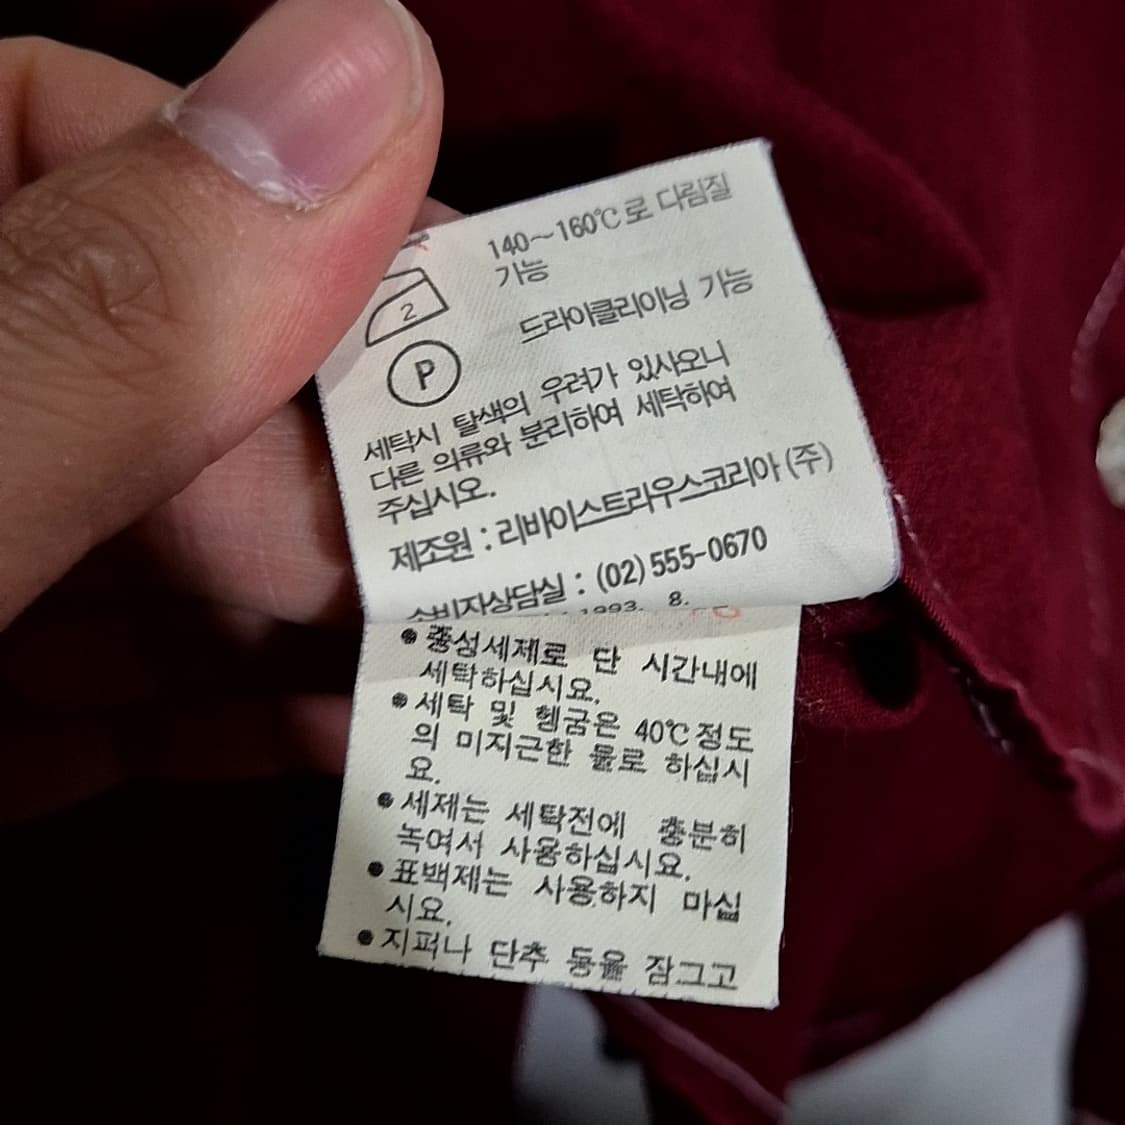 140~160℃로 다림질
가능
2
드라이클리이닝 가능
P
세탁시 탈색의 우려가 있사오니
다른 의류와 분리하여 세탁하여
주십시오.
제조원 : 리바이스트라우스코리아 (주)
소비자상담실 : (02) 555-0670
1993. 8.
● 중성세제로 단 시간내에
세탁하십시요.
● 세탁 및 헹굼은 40℃정도
의 미지근한 물로 하십시
요.
● 세제는 세탁전에 충분히
녹여서 사용하십시요.
● 표백제는 사용하지 마십
시요.
● 지퍼나 단추 등을 잠그고